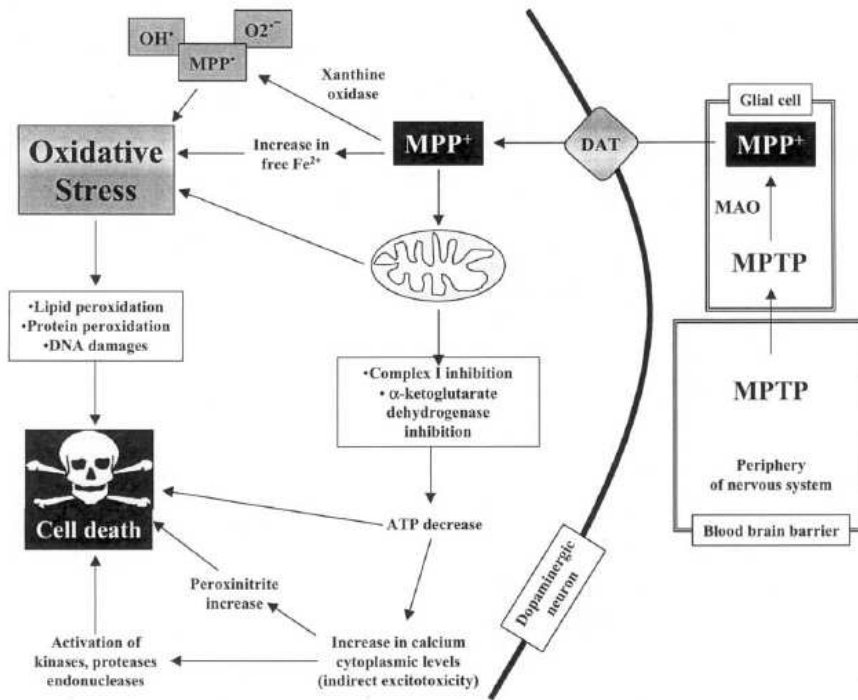 OH•
O2•−
MPP•
Xanthine
oxidase
Glial cell
Oxidative
Stress
Increase in
free Fe2+
MPP+
DAT
MPP+
MAO
MPTP
•Lipid peroxidation
•Protein peroxidation
•DNA damages
•Complex I inhibition
• α-ketoglutarate
dehydrogenase
inhibition
MPTP
Periphery
of nervous system
Blood brain barrier
Cell death
ATP decrease
Peroxinitrite
increase
Dopaminergic
neuron
Activation of
kinases, proteases
endonucleases
Increase in calcium
cytoplasmic levels
(indirect excitotoxicity)